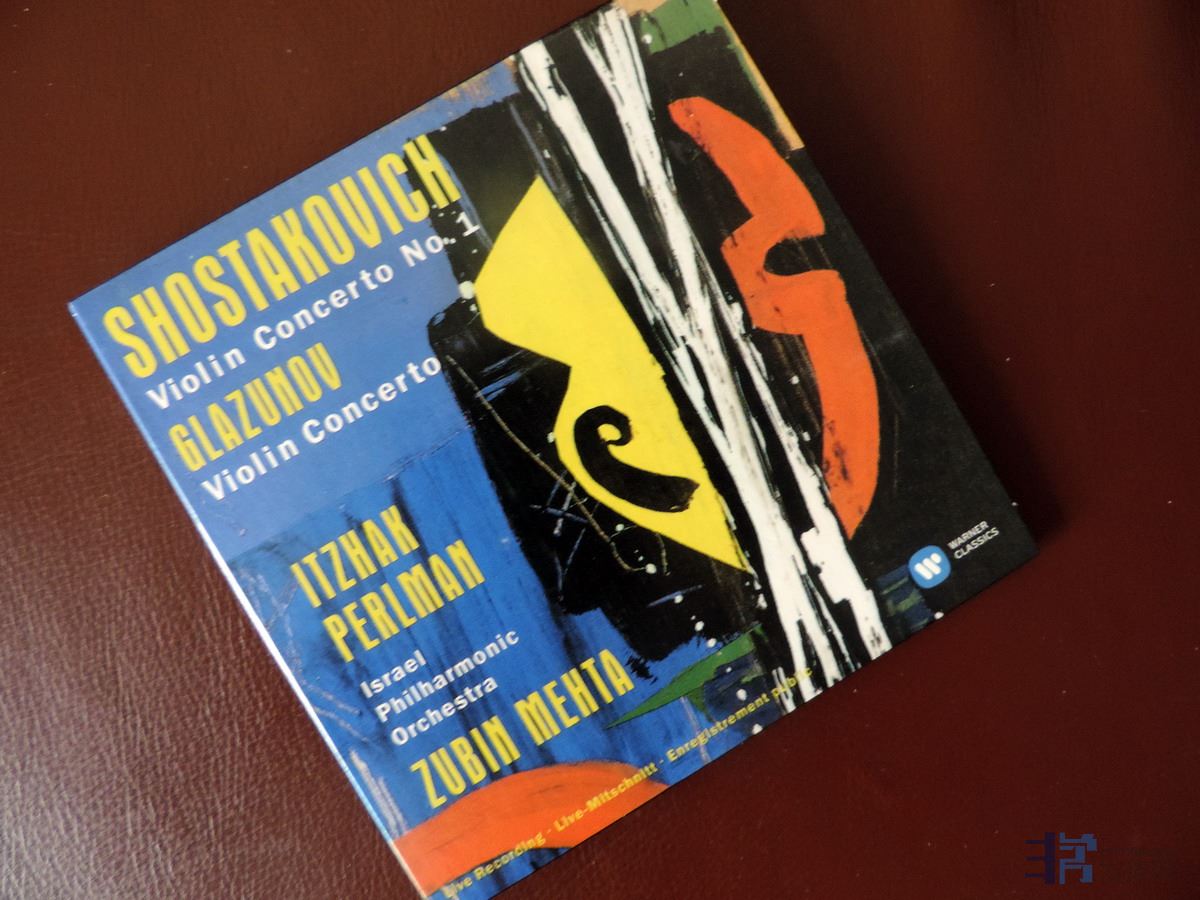 SHOSTAKOVICH
Violin Concerto No. 1
GLAZUNOV
Violin Concerto
ITZHAK
PERLMAN
Israel
Philharmonic
Orchestra
ZUBIN MEHTA
Live Recording · Live-Mitschnitt · Enregistrement public
WARNER
CLASSICS